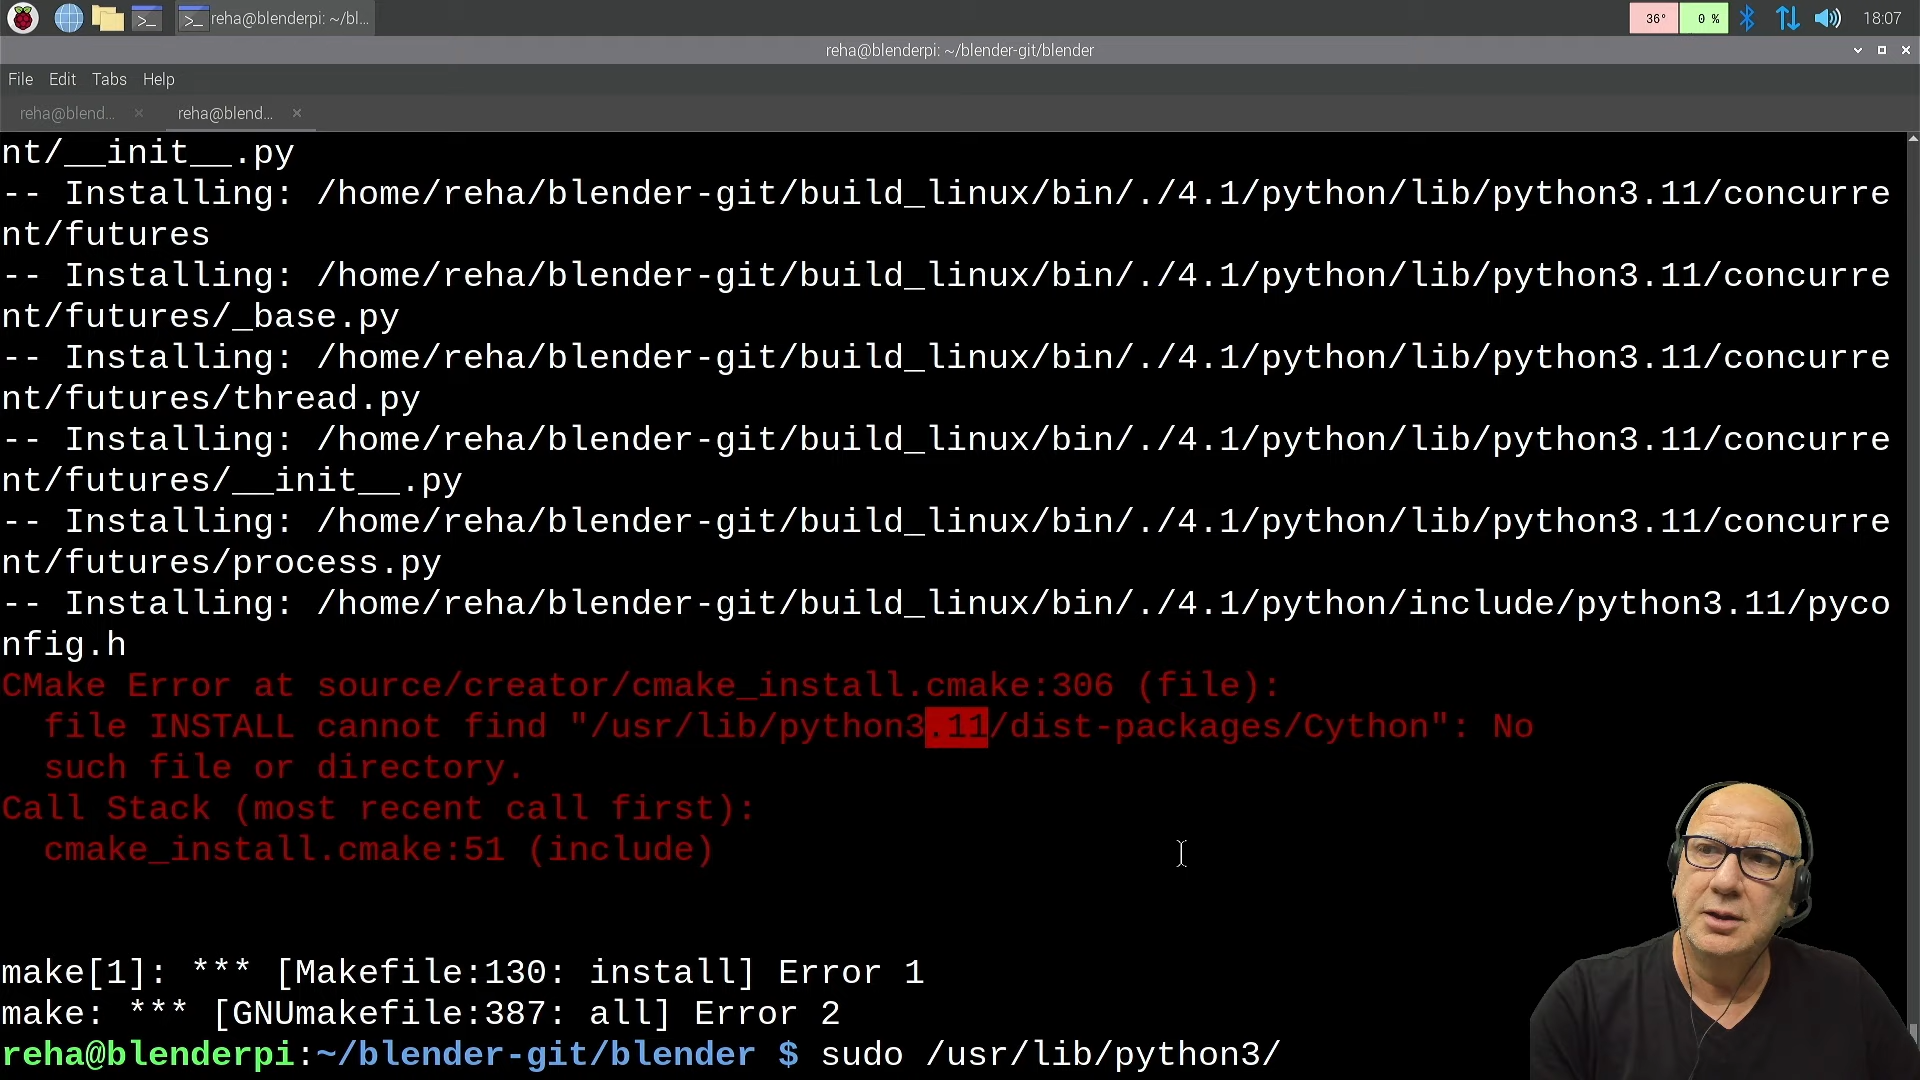 reha@blenderpi: ~/bl...
36°
0 %
18:07
reha@blenderpi: ~/blender-git/blender
File Edit Tabs Help
reha@blend... × reha@blend... ×
nt/__init__.py
-- Installing: /home/reha/blender-git/build_linux/bin/./4.1/python/lib/python3.11/concurre
nt/futures
-- Installing: /home/reha/blender-git/build_linux/bin/./4.1/python/lib/python3.11/concurre
nt/futures/_base.py
-- Installing: /home/reha/blender-git/build_linux/bin/./4.1/python/lib/python3.11/concurre
nt/futures/thread.py
-- Installing: /home/reha/blender-git/build_linux/bin/./4.1/python/lib/python3.11/concurre
nt/futures/__init__.py
-- Installing: /home/reha/blender-git/build_linux/bin/./4.1/python/lib/python3.11/concurre
nt/futures/process.py
-- Installing: /home/reha/blender-git/build_linux/bin/./4.1/python/include/python3.11/pyco
nfig.h
CMake Error at source/creator/cmake_install.cmake:306 (file):
file INSTALL cannot find "/usr/lib/python3.11/dist-packages/Cython": No
such file or directory.
Call Stack (most recent call first):
cmake_install.cmake:51 (include)
make[1]: *** [Makefile:130: install] Error 1
make: *** [GNUmakefile:387: all] Error 2
reha@blenderpi:~/blender-git/blender $ sudo /usr/lib/python3/